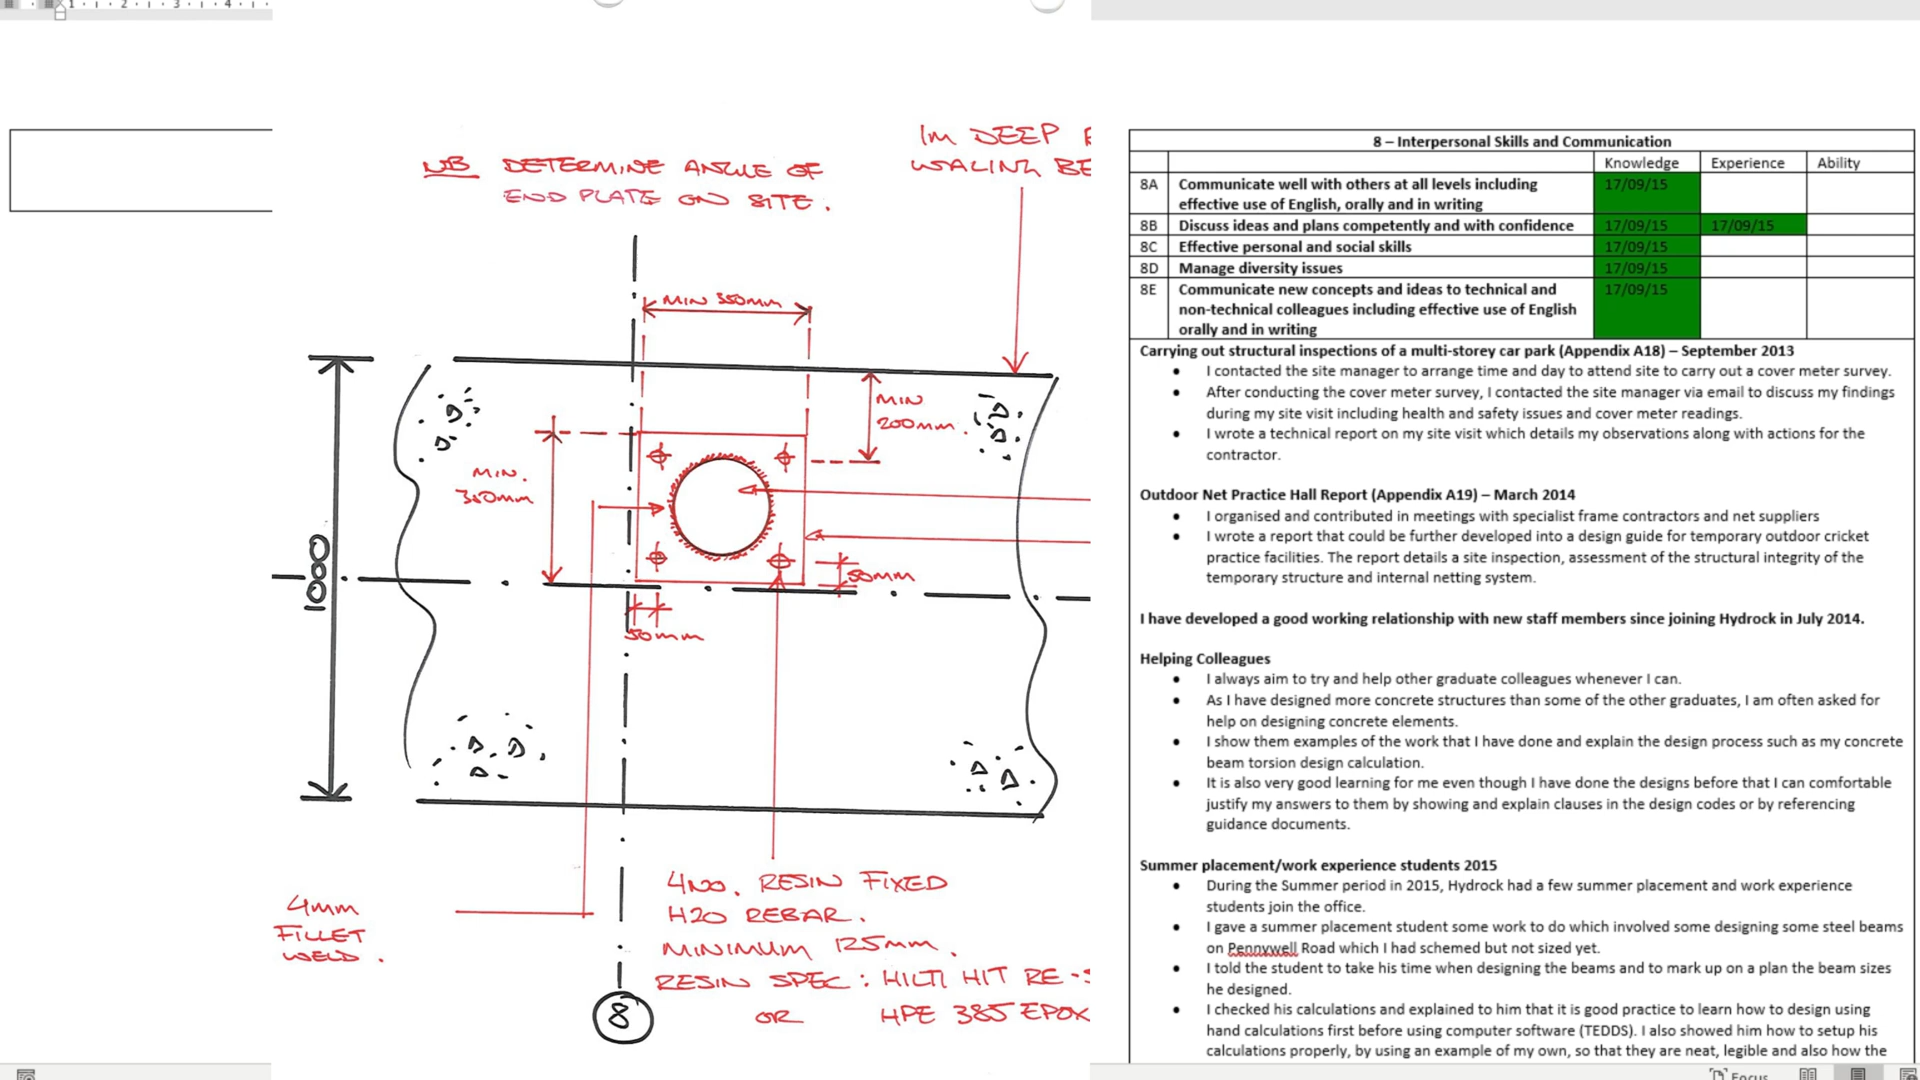 1 2 3 4
NB DETERMINE ANGLE OF
END PLATE ON SITE.
1M DEEP
WALING BE
MIN 350mm
MIN
200mm.
MIN.
350mm
1000
50mm
50mm
4mm
FILLET
WELD.
4NO. RESIN FIXED
H20 REBAR.
MINIMUM 125mm.
RESIN SPEC: HILTI HIT RE-
OR HPE 385 EPOX
8
8 – Interpersonal Skills and Communication
Knowledge Experience Ability
8A Communicate well with others at all levels including 17/09/15
effective use of English, orally and in writing
8B Discuss ideas and plans competently and with confidence 17/09/15 17/09/15
8C Effective personal and social skills 17/09/15
8D Manage diversity issues 17/09/15
8E Communicate new concepts and ideas to technical and 17/09/15
non-technical colleagues including effective use of English
orally and in writing
Carrying out structural inspections of a multi-storey car park (Appendix A18) – September 2013
• I contacted the site manager to arrange time and day to attend site to carry out a cover meter survey.
• After conducting the cover meter survey, I contacted the site manager via email to discuss my findings
during my site visit including health and safety issues and cover meter readings.
• I wrote a technical report on my site visit which details my observations along with actions for the
contractor.
Outdoor Net Practice Hall Report (Appendix A19) – March 2014
• I organised and contributed in meetings with specialist frame contractors and net suppliers
• I wrote a report that could be further developed into a design guide for temporary outdoor cricket
practice facilities. The report details a site inspection, assessment of the structural integrity of the
temporary structure and internal netting system.
I have developed a good working relationship with new staff members since joining Hydrock in July 2014.
Helping Colleagues
• I always aim to try and help other graduate colleagues whenever I can.
• As I have designed more concrete structures than some of the other graduates, I am often asked for
help on designing concrete elements.
• I show them examples of the work that I have done and explain the design process such as my concrete
beam torsion design calculation.
• It is also very good learning for me even though I have done the designs before that I can comfortable
justify my answers to them by showing and explain clauses in the design codes or by referencing
guidance documents.
Summer placement/work experience students 2015
• During the Summer period in 2015, Hydrock had a few summer placement and work experience
students join the office.
• I gave a summer placement student some work to do which involved some designing some steel beams
on Pennywell Road which I had schemed but not sized yet.
• I told the student to take his time when designing the beams and to mark up on a plan the beam sizes
he designed.
• I checked his calculations and explained to him that it is good practice to learn how to design using
hand calculations first before using computer software (TEDDS). I also showed him how to setup his
calculations properly, by using an example of my own, so that they are neat, legible and also how the
Focus